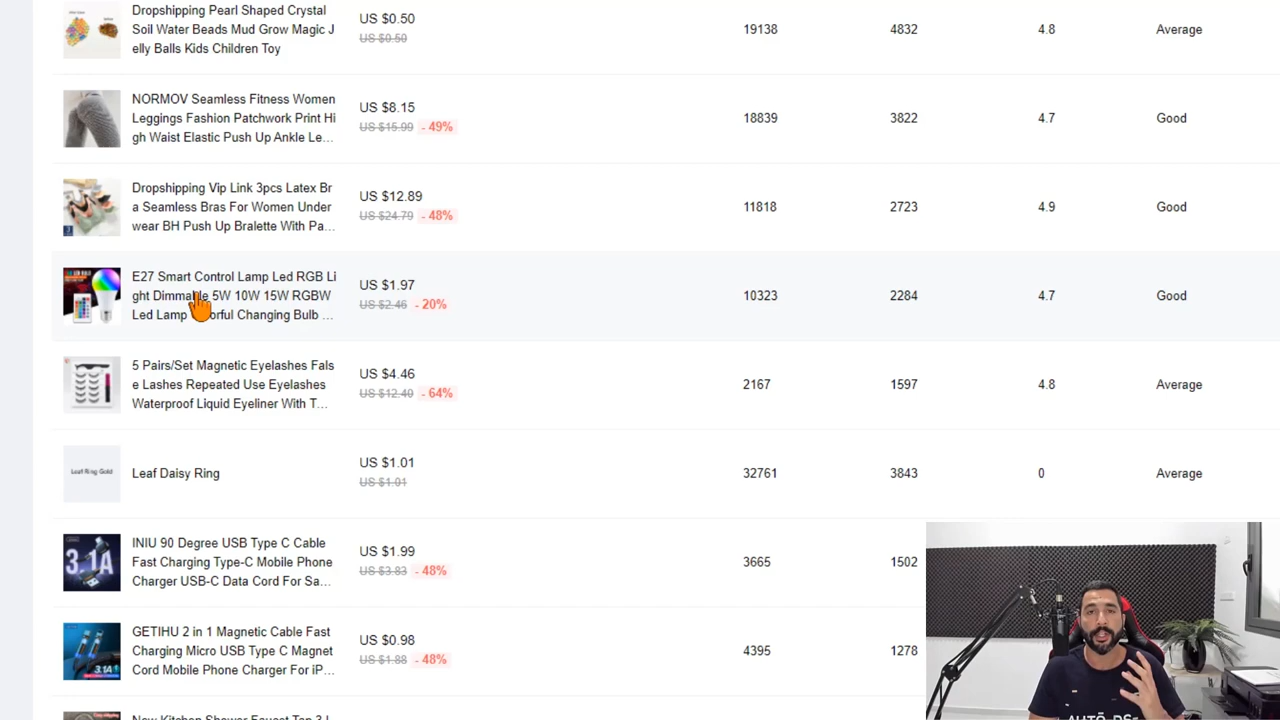 Dropshipping Pearl Shaped Crystal
Soil Water Beads Mud Grow Magic J
elly Balls Kids Children Toy
US $0.50
US $0.50
19138
4832
4.8
Average
NORMOV Seamless Fitness Women
Leggings Fashion Patchwork Print Hi
gh Waist Elastic Push Up Ankle Le...
US $8.15
US $15.99 - 49%
18839
3822
4.7
Good
Dropshipping Vip Link 3pcs Latex Br
a Seamless Bras For Women Under
wear BH Push Up Bralette With Pa...
US $12.89
US $24.79 - 48%
11818
2723
4.9
Good
E27 Smart Control Lamp Led RGB Li
ght Dimmable 5W 10W 15W RGBW
Led Lamp Colorful Changing Bulb ...
US $1.97
US $2.46 - 20%
10323
2284
4.7
Good
5 Pairs/Set Magnetic Eyelashes Fals
e Lashes Repeated Use Eyelashes
Waterproof Liquid Eyeliner With T...
US $4.46
US $12.40 - 64%
2167
1597
4.8
Average
Leaf Ring Gold
Leaf Daisy Ring
US $1.01
US $1.01
32761
3843
0
Average
3.1A
INIU 90 Degree USB Type C Cable
Fast Charging Type-C Mobile Phone
Charger USB-C Data Cord For Sa...
US $1.99
US $3.83 - 48%
3665
1502
3.1A
GETIHU 2 in 1 Magnetic Cable Fast
Charging Micro USB Type C Magnet
Cord Mobile Phone Charger For iP...
US $0.98
US $1.88 - 48%
4395
1278